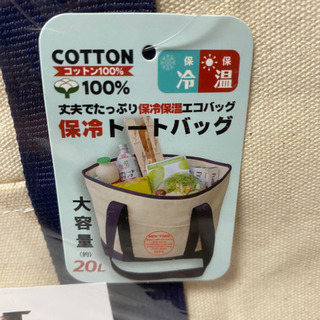 COTTON
コットン100%
100%
保 保
冷 温
丈夫でたっぷり保冷保温エコバッグ
保冷トートバッグ
大容量
(約)
20L